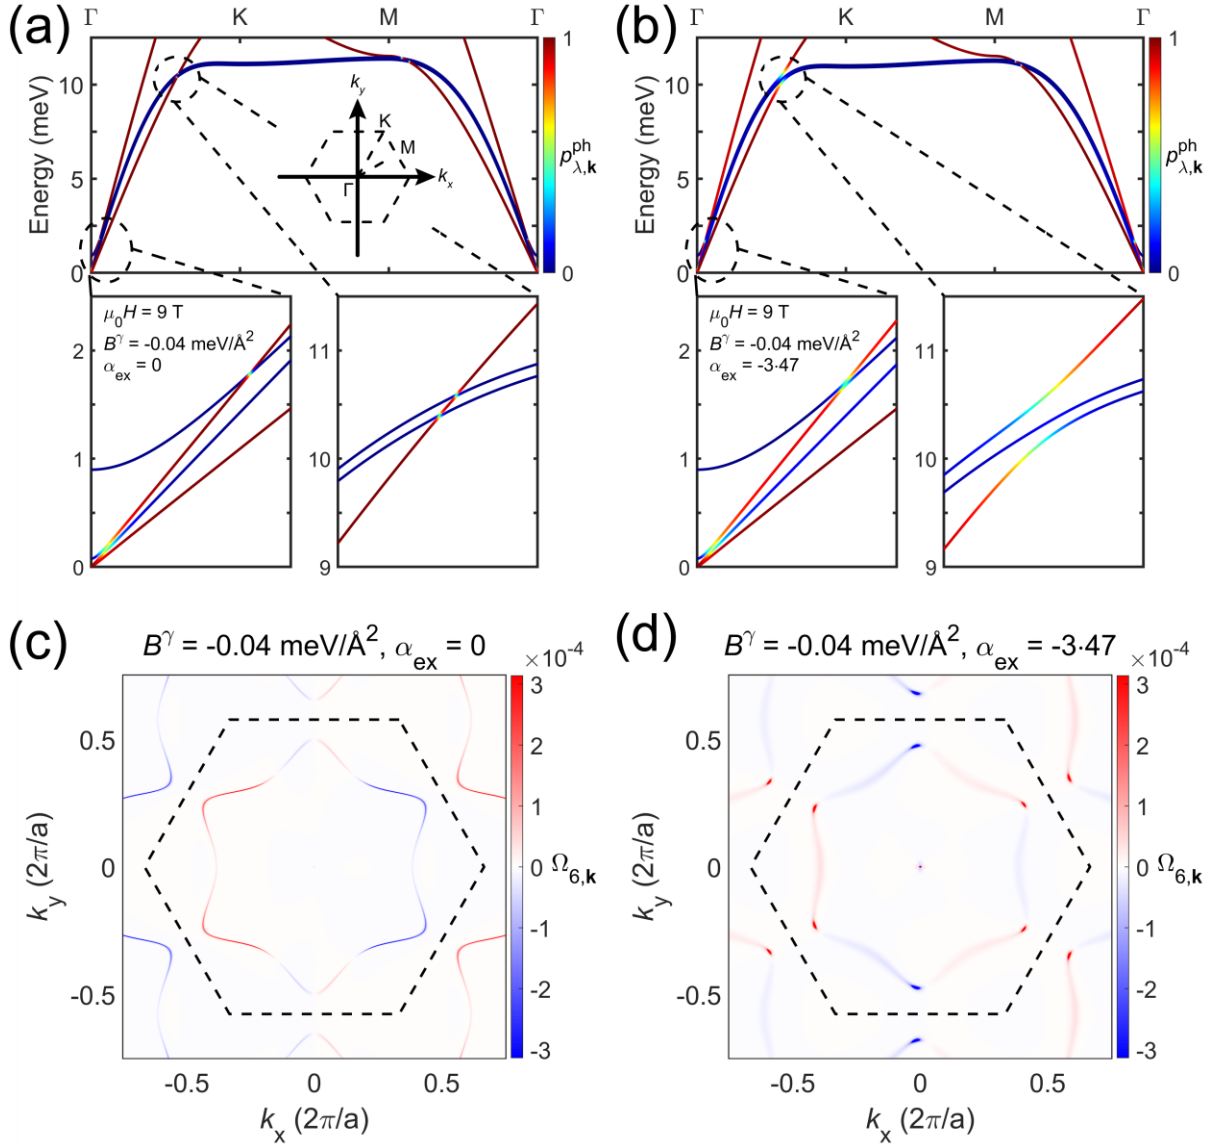 (a)
Γ K M Γ
Energy (meV)
10
5
0
k_y
K
M
Γ
k_x
1
p^ph_λ,k
0
μ₀H = 9 T
B^γ = -0.04 meV/Å²
α_ex = 0
2
1
0
11
10
9
(b)
Γ K M Γ
Energy (meV)
10
5
0
1
p^ph_λ,k
0
μ₀H = 9 T
B^γ = -0.04 meV/Å²
α_ex = -3·47
2
1
0
11
10
9
(c)
B^γ = -0.04 meV/Å², α_ex = 0
×10⁻⁴
k_y (2π/a)
0.5
0
-0.5
-0.5 0 0.5
k_x (2π/a)
3
2
1
0 Ω_6,k
-1
-2
-3
(d)
B^γ = -0.04 meV/Å², α_ex = -3·47
×10⁻⁴
k_y (2π/a)
0.5
0
-0.5
-0.5 0 0.5
k_x (2π/a)
3
2
1
0 Ω_6,k
-1
-2
-3